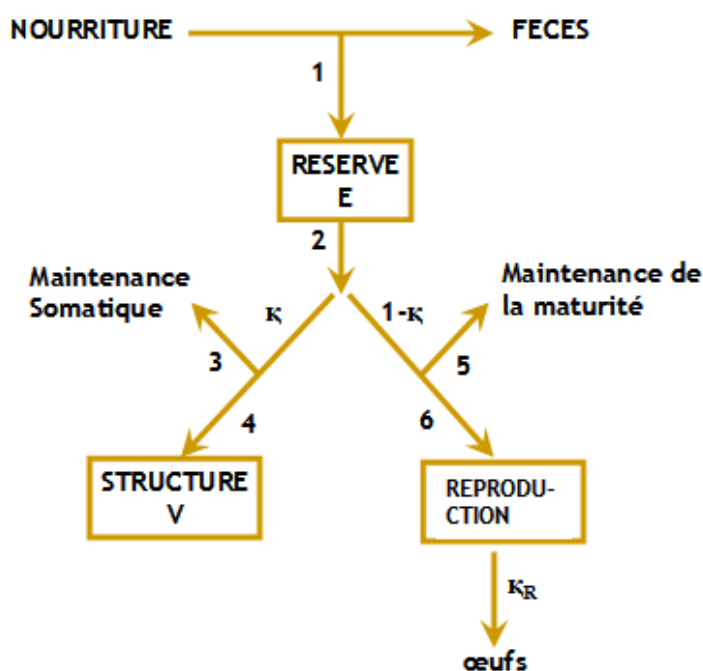 NOURRITURE
FECES
1
RESERVE
E
2
Maintenance
Somatique
κ
1-κ
Maintenance de
la maturité
3
5
4
6
STRUCTURE
V
REPRODU-
CTION
κR
œufs